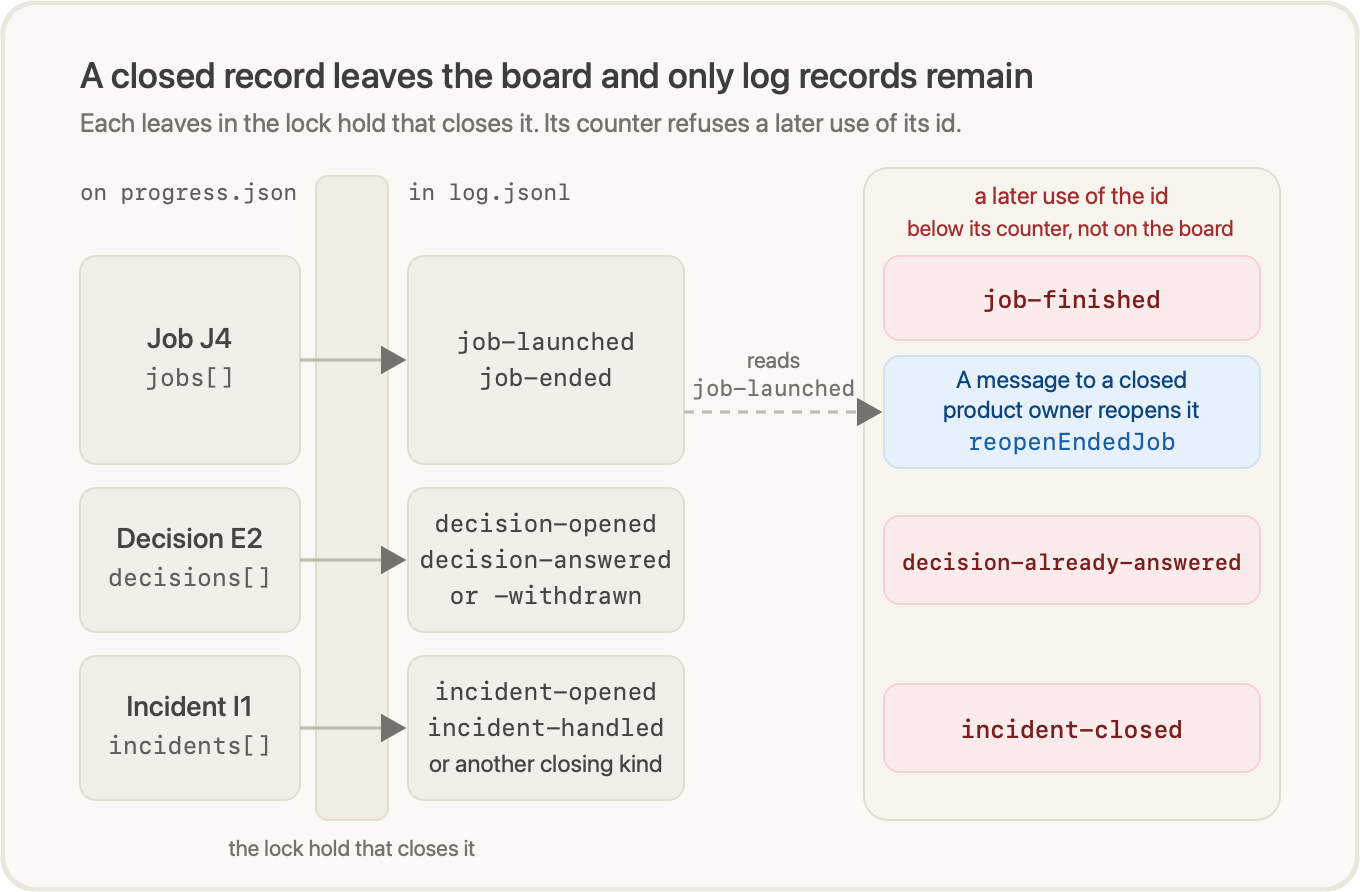 A closed record leaves the board and only log records remain
Each leaves in the lock hold that closes it. Its counter refuses a later use of its id.
on progress.json
in log.jsonl
a later use of the id
below its counter, not on the board
Job J4
jobs[]
job-launched
job-ended
reads
job-launched
job-finished
A message to a closed
product owner reopens it
reopenEndedJob
Decision E2
decisions[]
decision-opened
decision-answered
or -withdrawn
decision-already-answered
Incident I1
incidents[]
incident-opened
incident-handled
or another closing kind
incident-closed
the lock hold that closes it